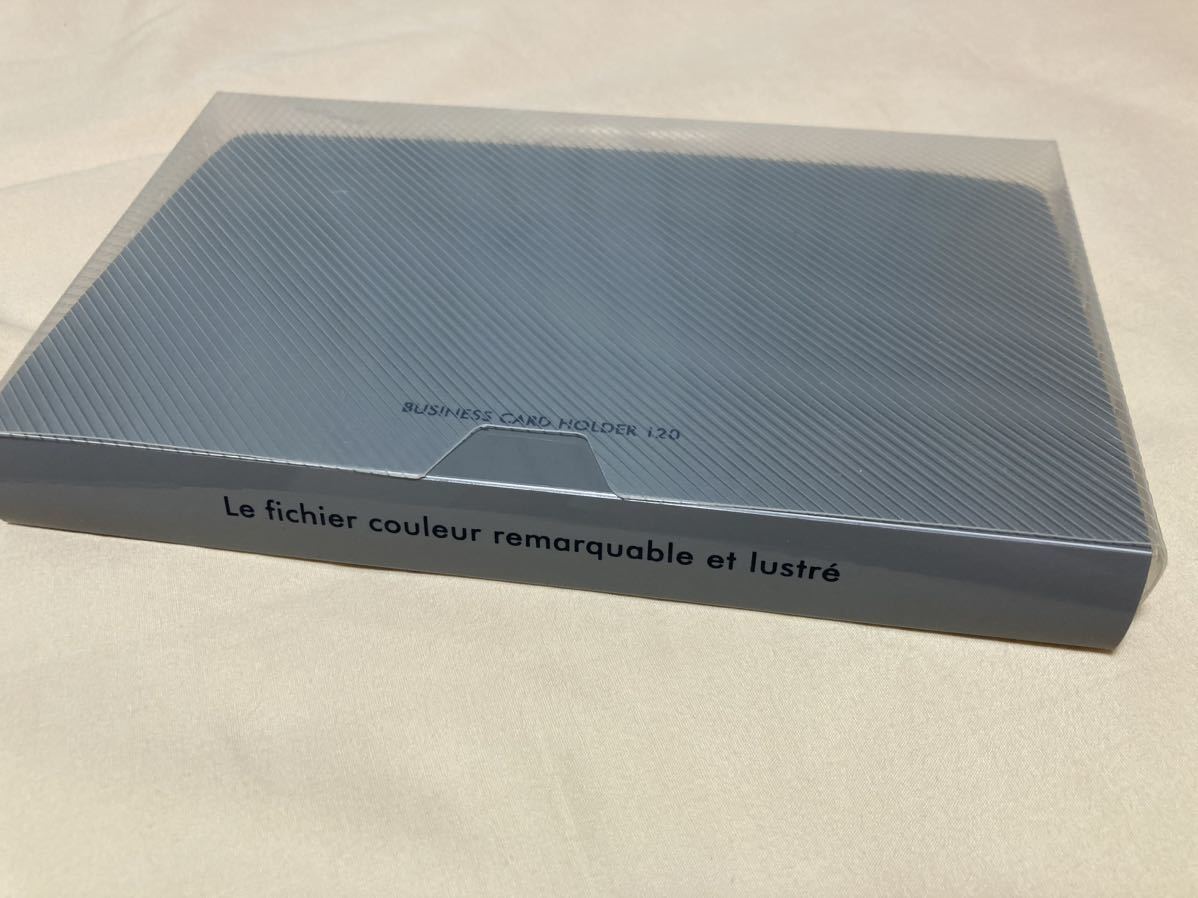 BUSINESS CARD HOLDER 120
Le fichier couleur remarquable et lustré